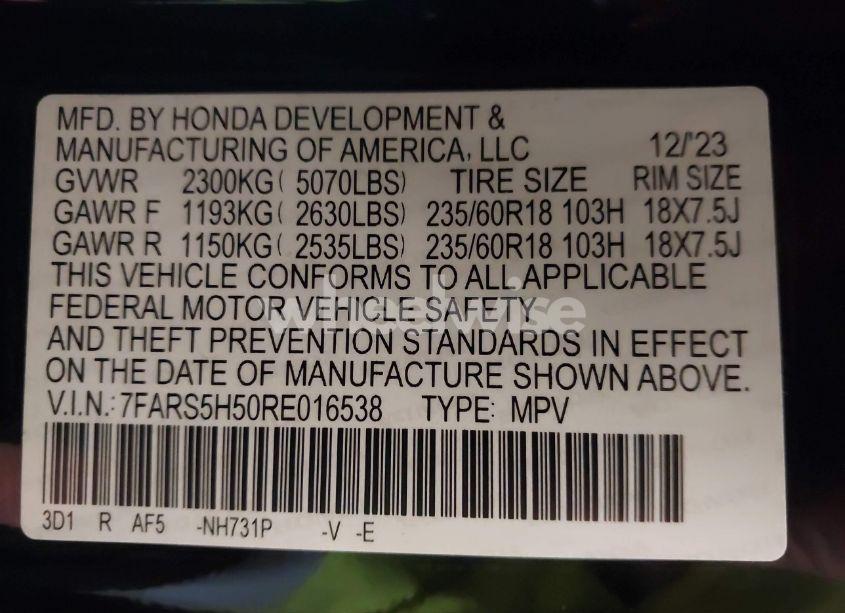 MFD. BY HONDA DEVELOPMENT &
MANUFACTURING OF AMERICA, LLC 12/'23
GVWR 2300KG( 5070LBS) TIRE SIZE RIM SIZE
GAWR F 1193KG( 2630LBS) 235/60R18 103H 18X7.5J
GAWR R 1150KG( 2535LBS) 235/60R18 103H 18X7.5J
THIS VEHICLE CONFORMS TO ALL APPLICABLE
FEDERAL MOTOR VEHICLE SAFETY
wheelwise
AND THEFT PREVENTION STANDARDS IN EFFECT
ON THE DATE OF MANUFACTURE SHOWN ABOVE.
V.I.N.: 7FARS5H50RE016538 TYPE: MPV
3D1 R AF5 -NH731P -V -E